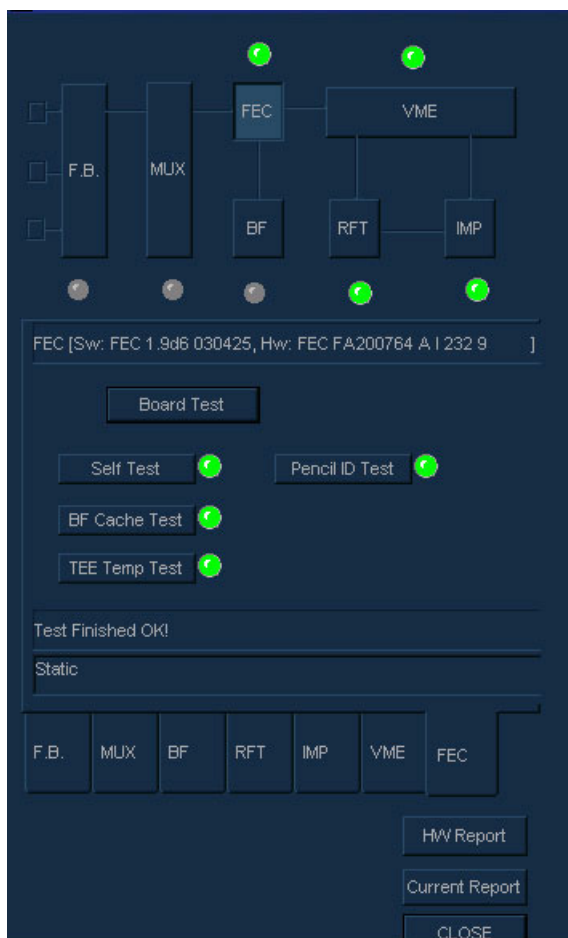 FEC VME
F.B. MUX
BF RFT IMP
FEC [Sw: FEC 1.9d6 030425, Hw: FEC FA200764 A I 232 9 ]
Board Test
Self Test Pencil ID Test
BF Cache Test
TEE Temp Test
Test Finished OK!
Static
F.B. MUX BF RFT IMP VME FEC
HW Report
Current Report
CLOSE